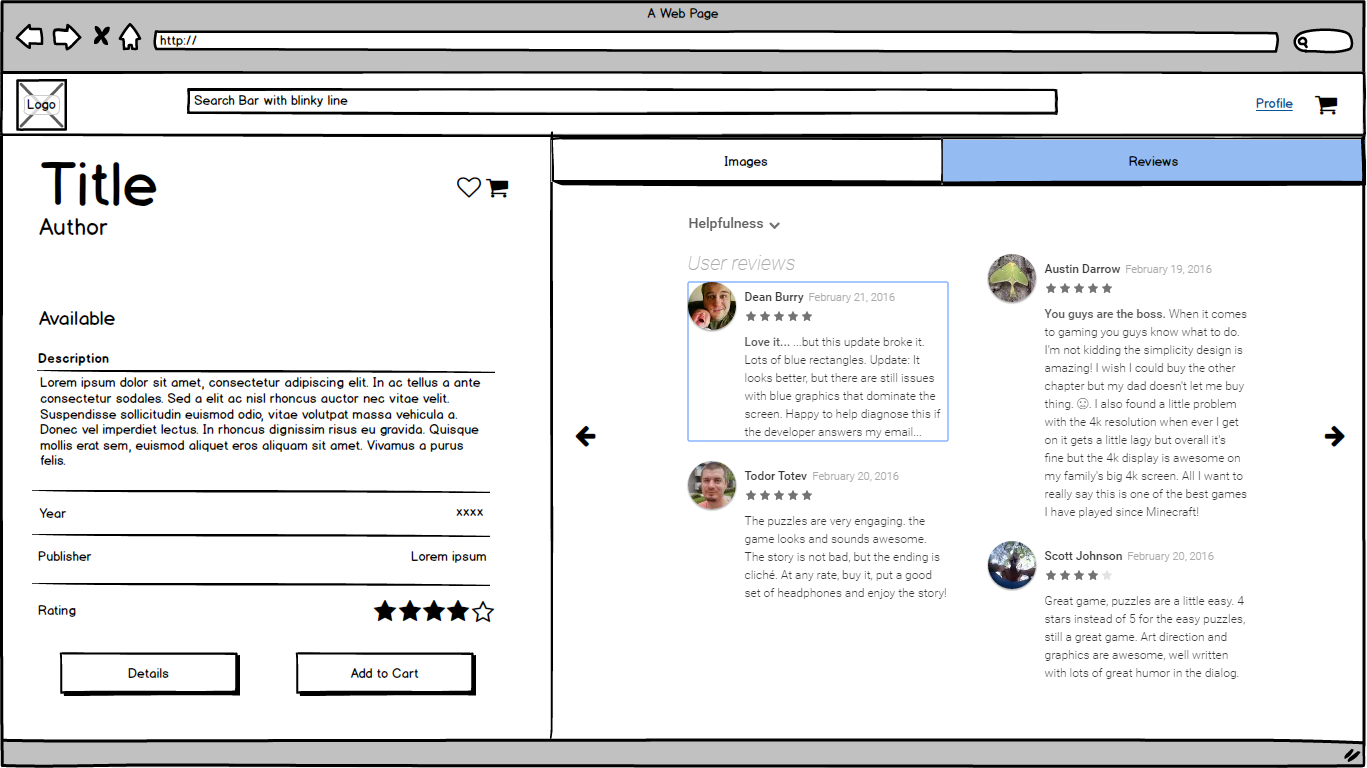 A Web Page
http://
Logo
Search Bar with blinky line
Profile
Title
Author
Available
Description
Lorem ipsum dolor sit amet, consectetur adipiscing elit. In ac tellus a ante
consectetur sodales. Sed a elit ac nisl rhoncus auctor nec vitae velit.
Suspendisse sollicitudin euismod odio, vitae volutpat massa vehicula a.
Donec vel imperdiet lectus. In rhoncus dignissim risus eu gravida. Quisque
mollis erat sem, euismod aliquet eros aliquam sit amet. Vivamus a purus
felis.
Year xxxx
Publisher Lorem ipsum
Rating
Details Add to Cart
Images Reviews
Helpfulness
User reviews
Dean Burry February 21, 2016
Love it... ...but this update broke it.
Lots of blue rectangles. Update: It
looks better, but there are still issues
with blue graphics that dominate the
screen. Happy to help diagnose this if
the developer answers my email...
Todor Totev February 20, 2016
The puzzles are very engaging. the
game looks and sounds awesome.
The story is not bad, but the ending is
cliché. At any rate, buy it, put a good
set of headphones and enjoy the story!
Austin Darrow February 19, 2016
You guys are the boss. When it comes
to gaming you guys know what to do.
I'm not kidding the simplicity design is
amazing! I wish I could buy the other
chapter but my dad doesn't let me buy
thing. ☹. I also found a little problem
with the 4k resolution when ever I get
on it gets a little lagy but overall it's
fine but the 4k display is awesome on
my family's big 4k screen. All I want to
really say this is one of the best games
I have played since Minecraft!
Scott Johnson February 20, 2016
Great game, puzzles are a little easy. 4
stars instead of 5 for the easy puzzles,
still a great game. Art direction and
graphics are awesome, well written
with lots of great humor in the dialog.